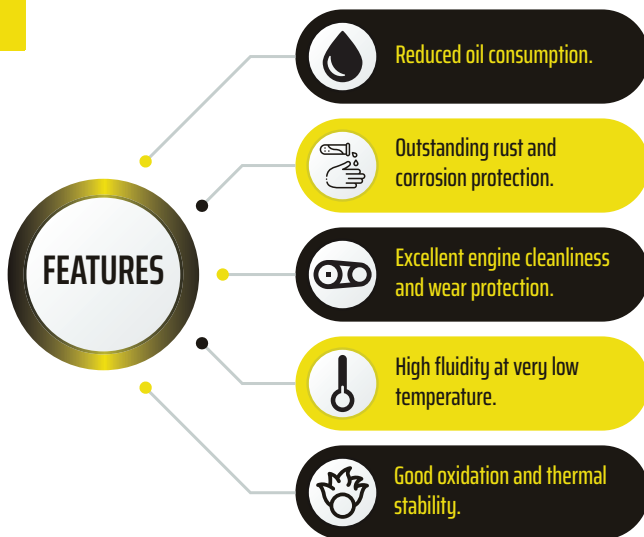 FEATURES
Reduced oil consumption.
Outstanding rust and
corrosion protection.
Excellent engine cleanliness
and wear protection.
High fluidity at very low
temperature.
Good oxidation and thermal
stability.